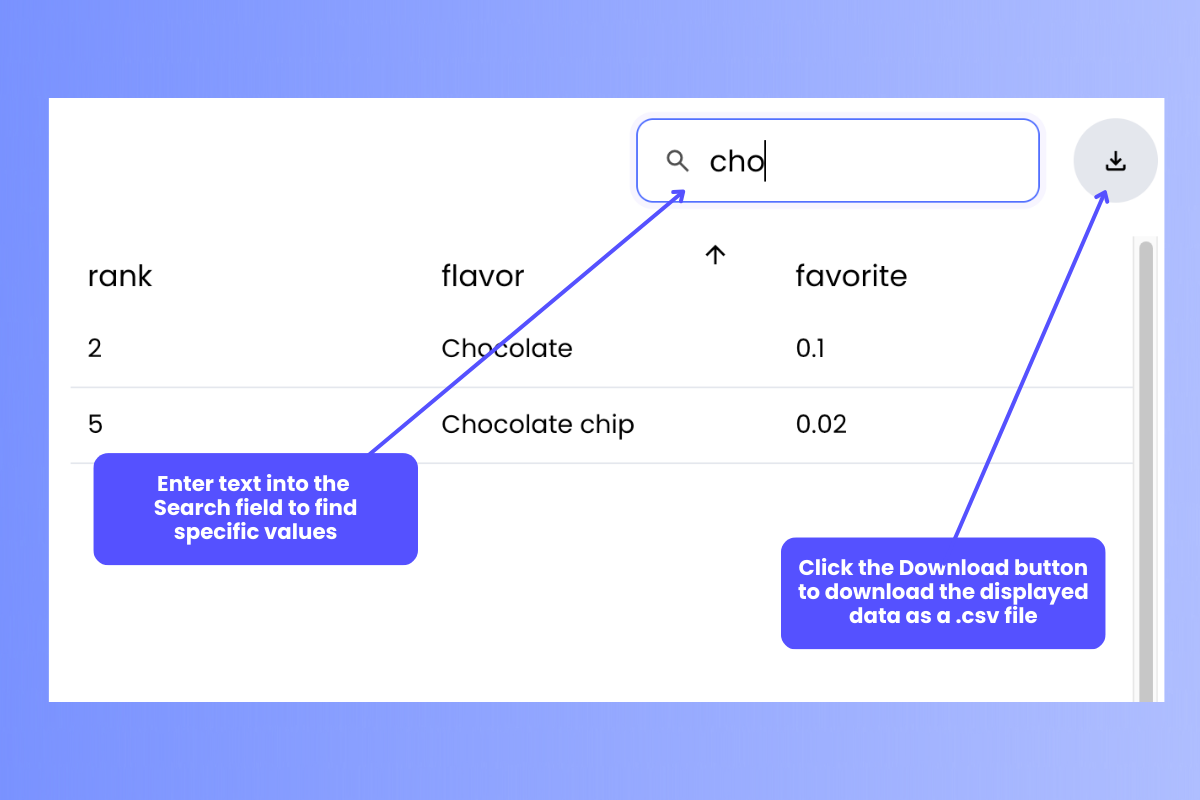 cho
rank flavor favorite
2 Chocolate 0.1
5 Chocolate chip 0.02
Enter text into the
Search field to find
specific values
Click the Download button
to download the displayed
data as a .csv file